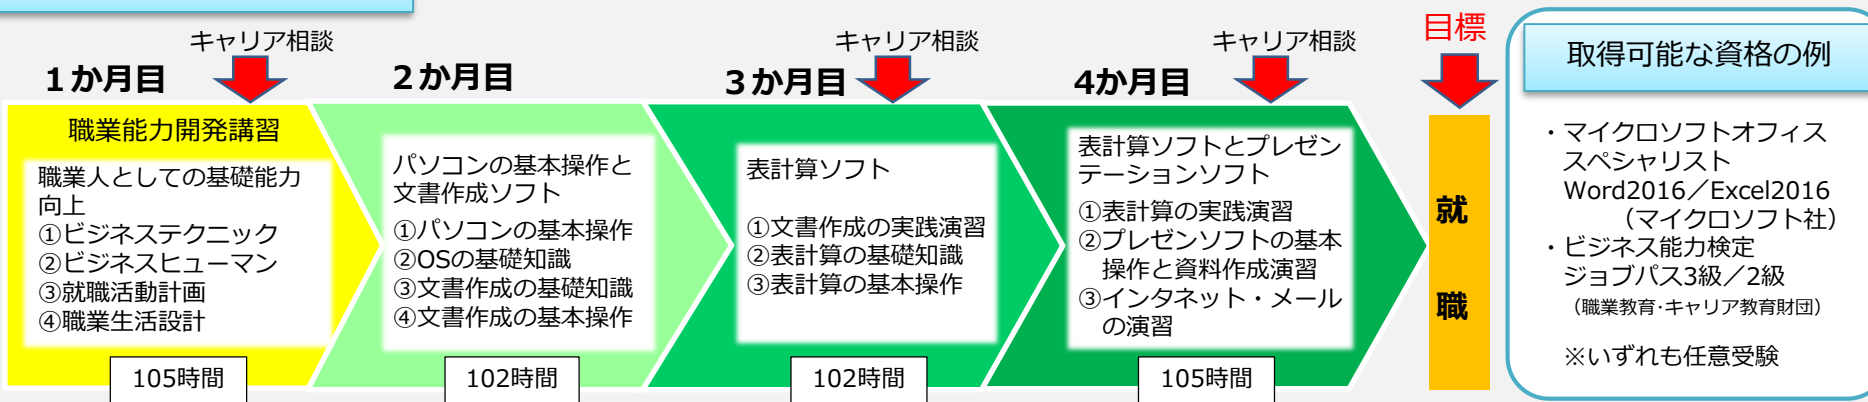 キャリア相談
１か月目
職業能力開発講習
職業人としての基礎能力
向上
①ビジネステクニック
②ビジネスヒューマン
③就職活動計画
④職業生活設計
105時間
２か月目
パソコンの基本操作と
文書作成ソフト
①パソコンの基本操作
②OSの基礎知識
③文書作成の基礎知識
④文書作成の基本操作
102時間
キャリア相談
３か月目
表計算ソフト
①文書作成の実践演習
②表計算の基礎知識
③表計算の基本操作
102時間
キャリア相談
4か月目
表計算ソフトとプレゼン
テーションソフト
①表計算の実践演習
②プレゼンソフトの基本
操作と資料作成演習
③インタネット・メール
の演習
105時間
目標
就
職
取得可能な資格の例
・マイクロソフトオフィス
スペシャリスト
Word2016／Excel2016
（マイクロソフト社）
・ビジネス能力検定
ジョブパス3級／2級
（職業教育･キャリア教育財団）
※いずれも任意受験